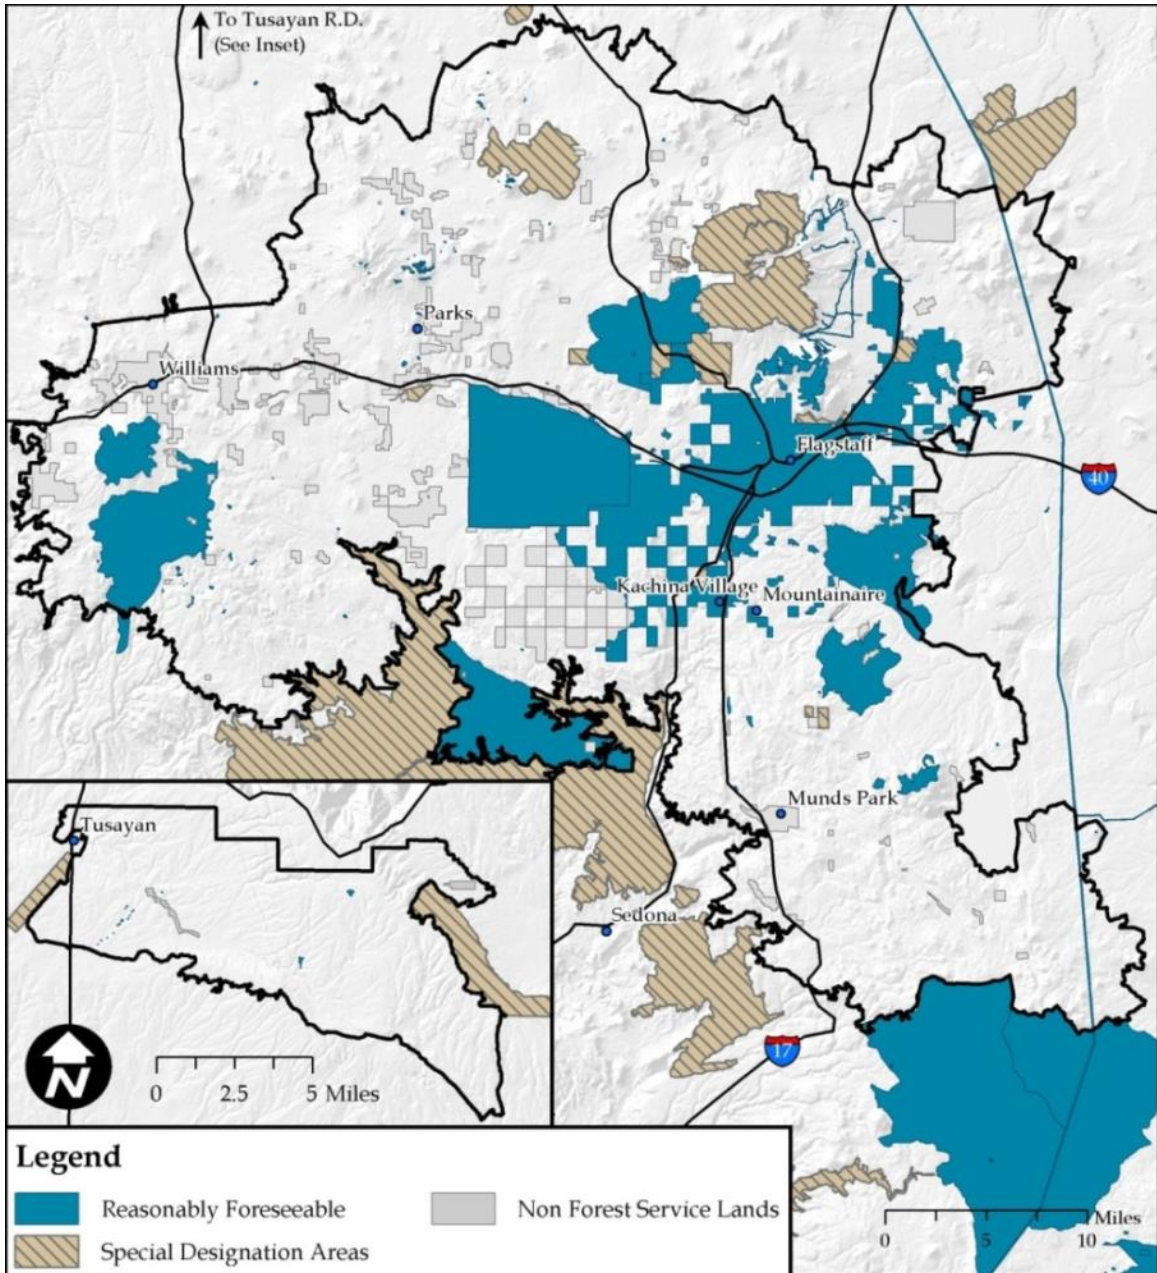 To Tusayan R.D.
(See Inset)
Parks
Williams
Flagstaff
40
Kachina Village
Mountainaire
Munds Park
Tusayan
Sedona
17
N
0 2.5 5 Miles
Legend
Reasonably Foreseeable
Non Forest Service Lands
Special Designation Areas
Miles
0 5 10